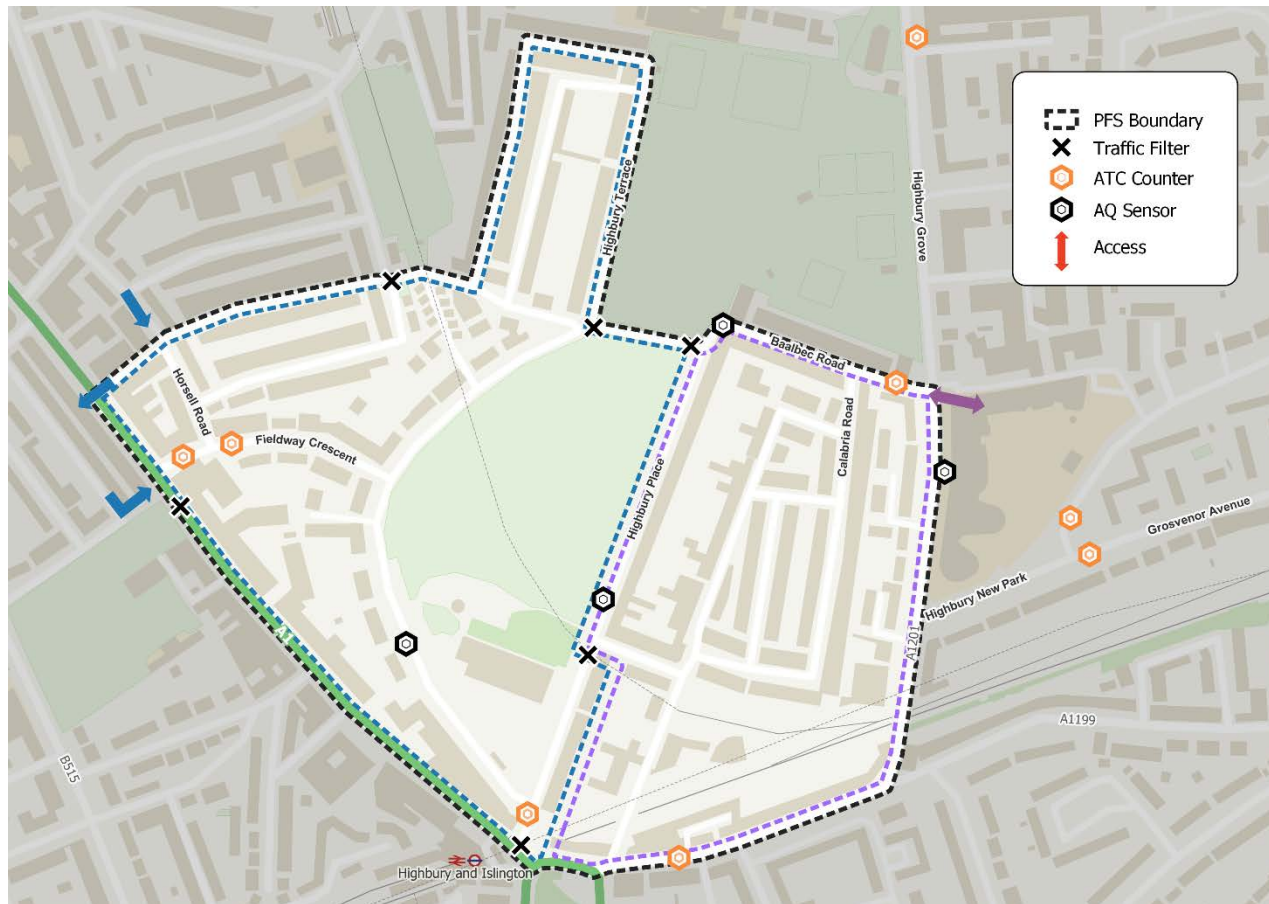 PFS Boundary
Traffic Filter
ATC Counter
AQ Sensor
Access
Highbury Grove
Highbury Terrace
Baalbec Road
Horsell Road
Calabria Road
Fieldway Crescent
Highbury Place
Grosvenor Avenue
Highbury New Park
A1
A1201
A1199
B515
Highbury and Islington